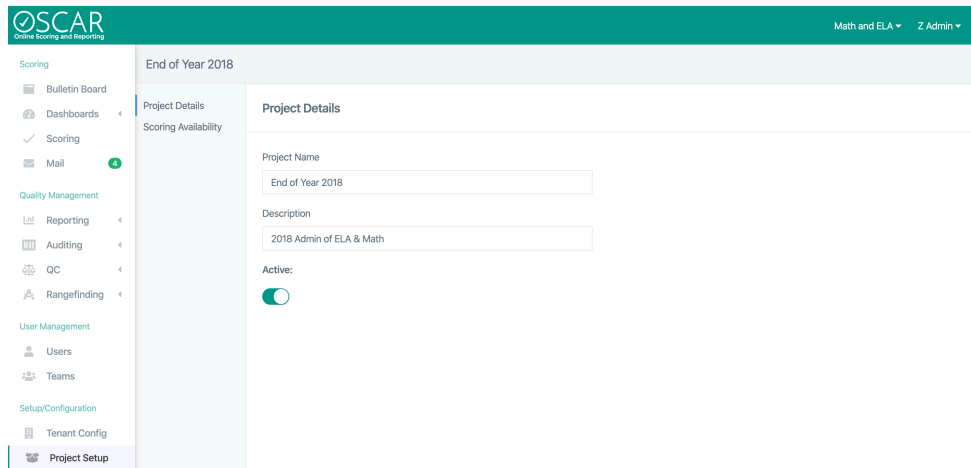 OSCAR
Online Scoring and Reporting
Math and ELA
Z Admin
Scoring
Bulletin Board
Dashboards
Scoring
Mail
4
Quality Management
Reporting
Auditing
QC
Rangefinding
User Management
Users
Teams
Setup/Configuration
Tenant Config
Project Setup
End of Year 2018
Project Details
Scoring Availability
Project Details
Project Name
End of Year 2018
Description
2018 Admin of ELA & Math
Active: